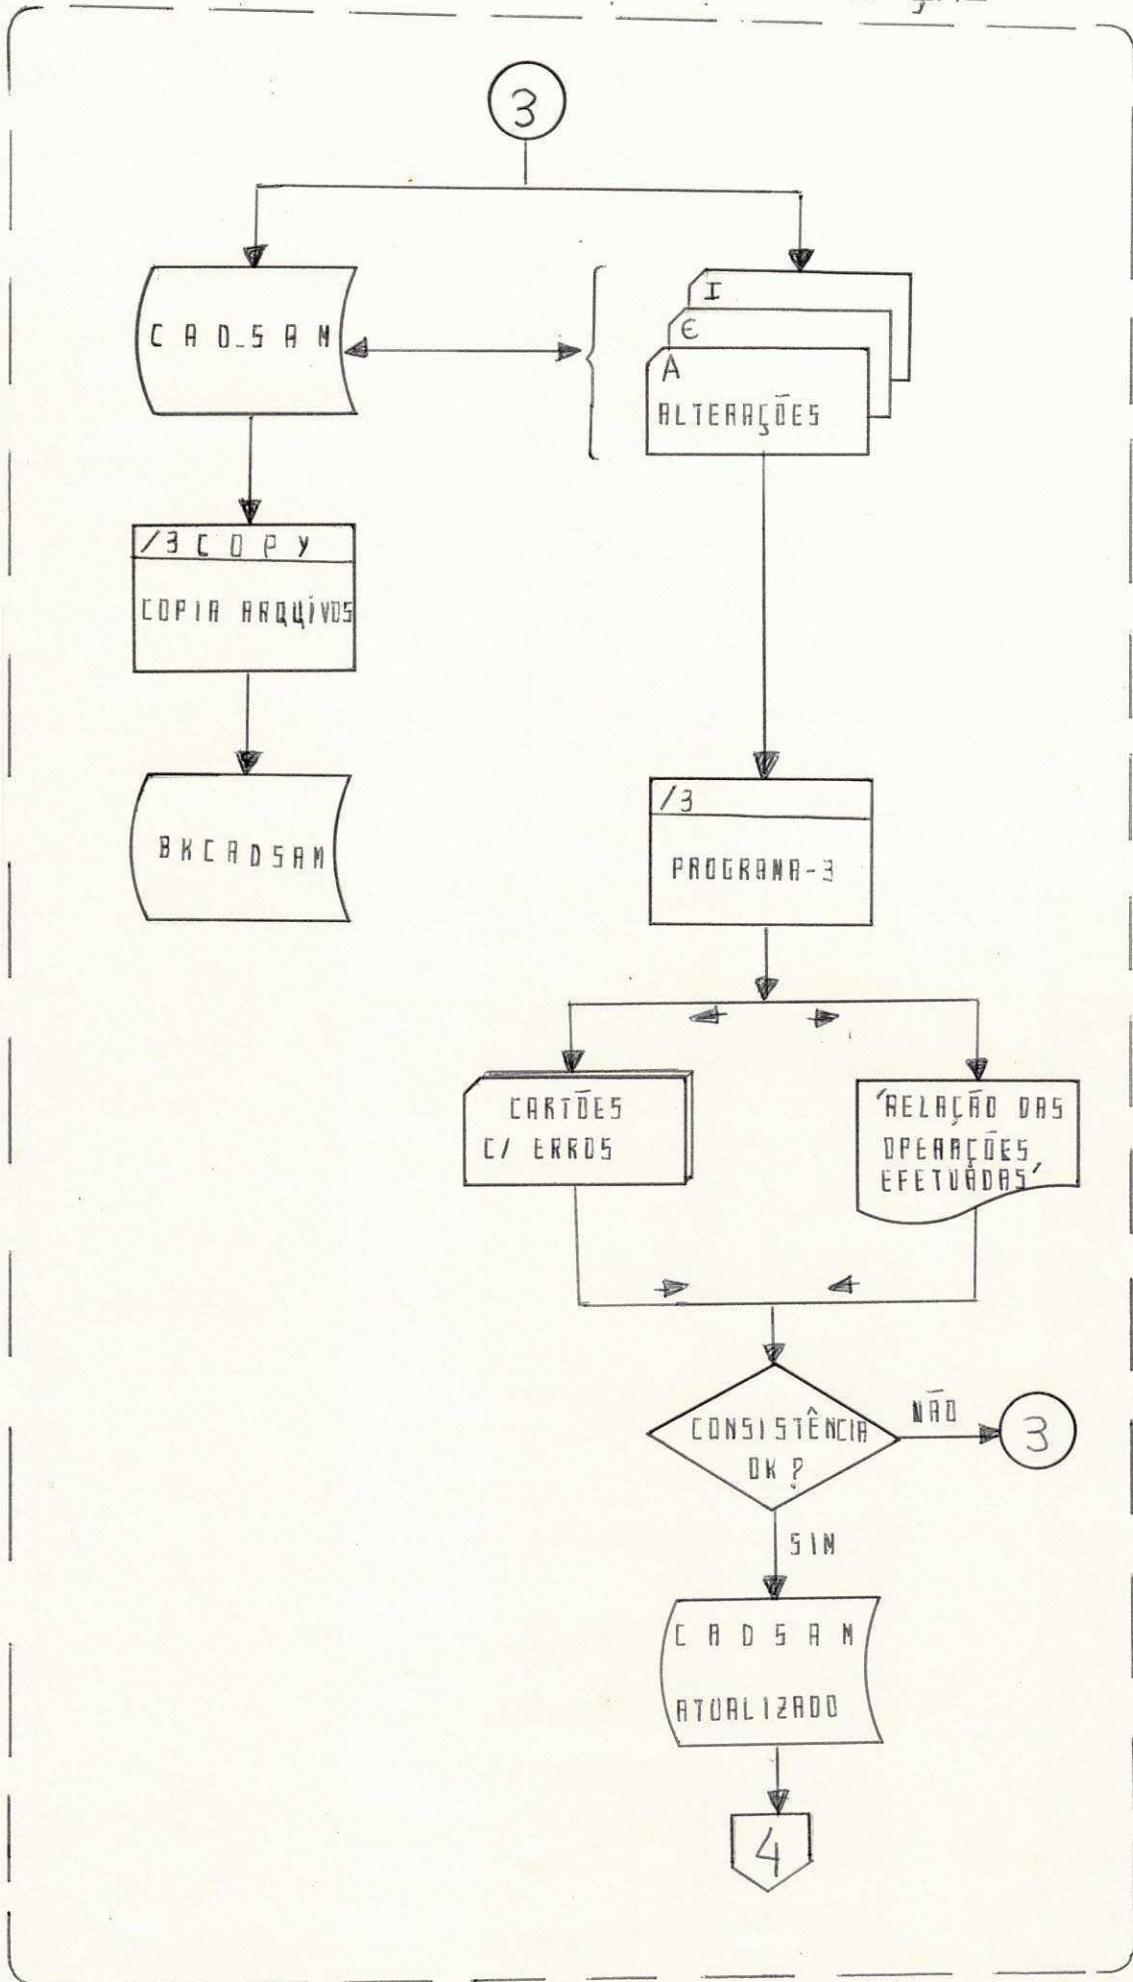 3
CAD_SAM
I
E
A
ALTERAÇÕES
/3 COPY
COPIA ARQUIVOS
BKCADSAM
/3
PROGRAMA-3
CARTÕES
C/ ERROS
'RELAÇÃO DAS
OPERAÇÕES
EFETUADAS'
CONSISTÊNCIA
OK?
NÃO
3
SIM
CADSAM
ATUALIZADO
4